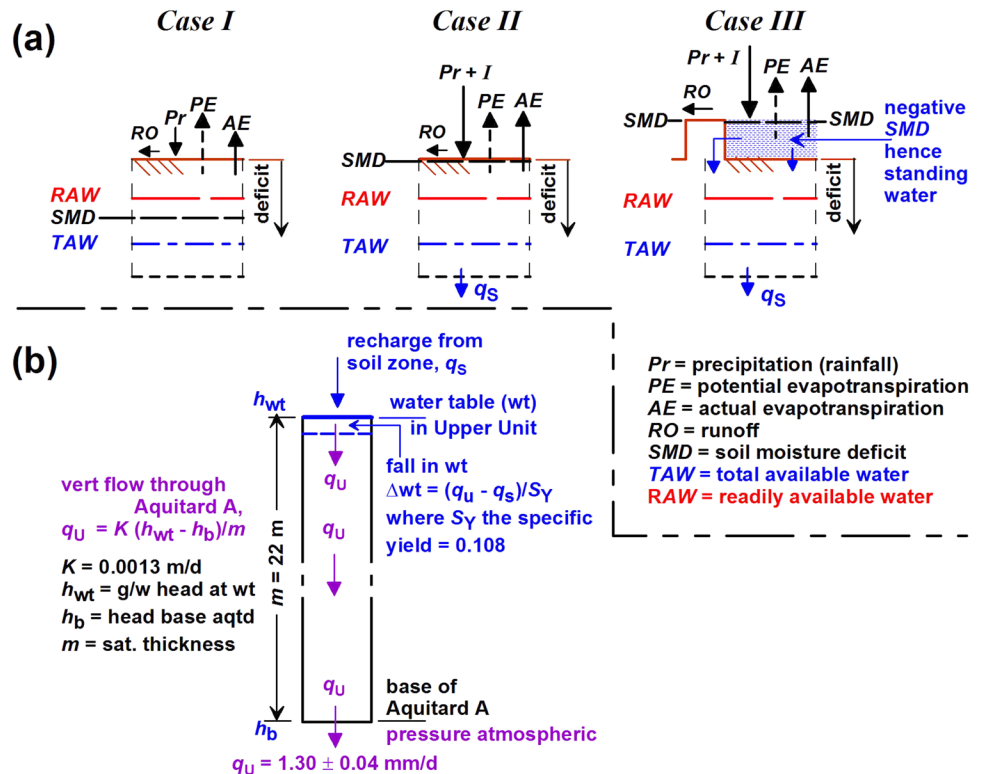 (a)
Case I
Case II
Case III
RO
Pr
PE
AE
RAW
SMD
TAW
deficit
Pr + I
RO
PE
AE
SMD
RAW
TAW
deficit
qS
Pr + I
PE
AE
RO
SMD
SMD
negative
SMD
hence
standing
water
RAW
TAW
deficit
qS
(b)
recharge from
soil zone, qS
hwt
water table (wt)
in Upper Unit
fall in wt
Δwt = (qu - qs)/SY
where SY the specific
yield = 0.108
qU
vert flow through
Aquitard A,
qU = K (hwt - hb)/m
K = 0.0013 m/d
hwt = g/w head at wt
hb = head base aqtd
m = sat. thickness
m = 22 m
qU
qU
base of
Aquitard A
pressure atmospheric
hb
qU = 1.30 ± 0.04 mm/d
Pr = precipitation (rainfall)
PE = potential evapotranspiration
AE = actual evapotranspiration
RO = runoff
SMD = soil moisture deficit
TAW = total available water
RAW = readily available water